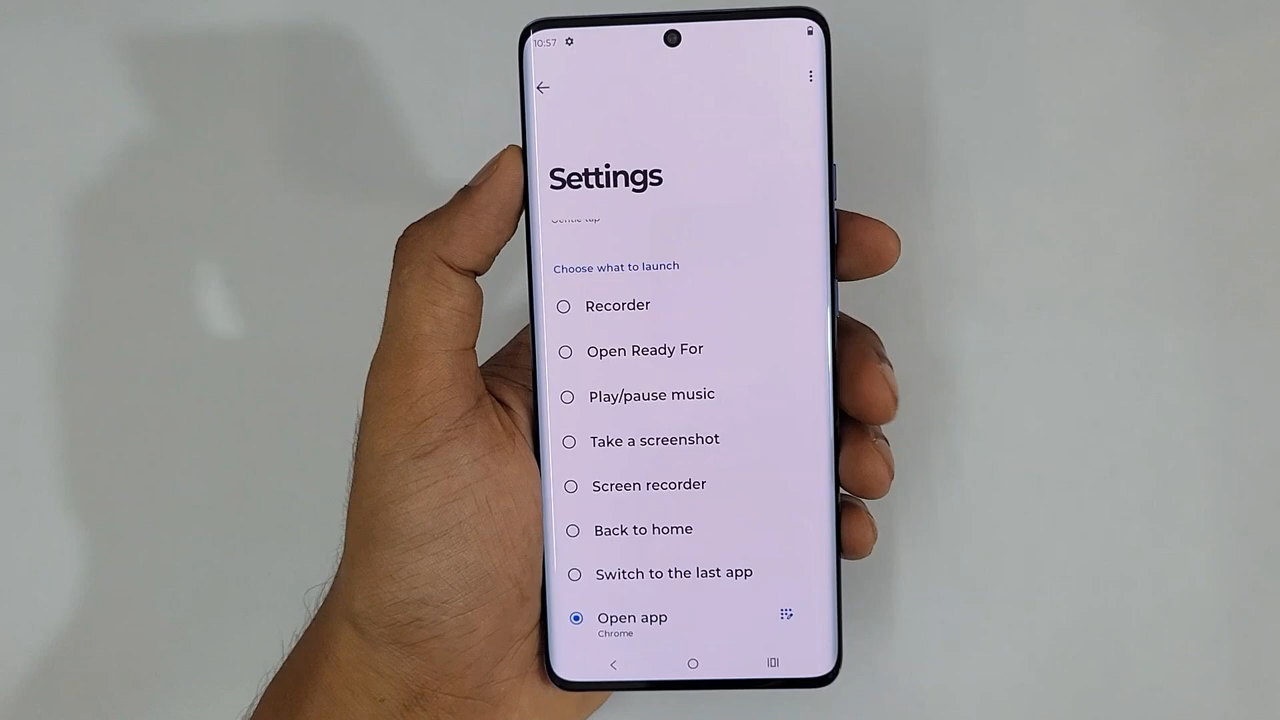 10:57
Settings
Choose what to launch
Recorder
Open Ready For
Play/pause music
Take a screenshot
Screen recorder
Back to home
Switch to the last app
Open app
Chrome